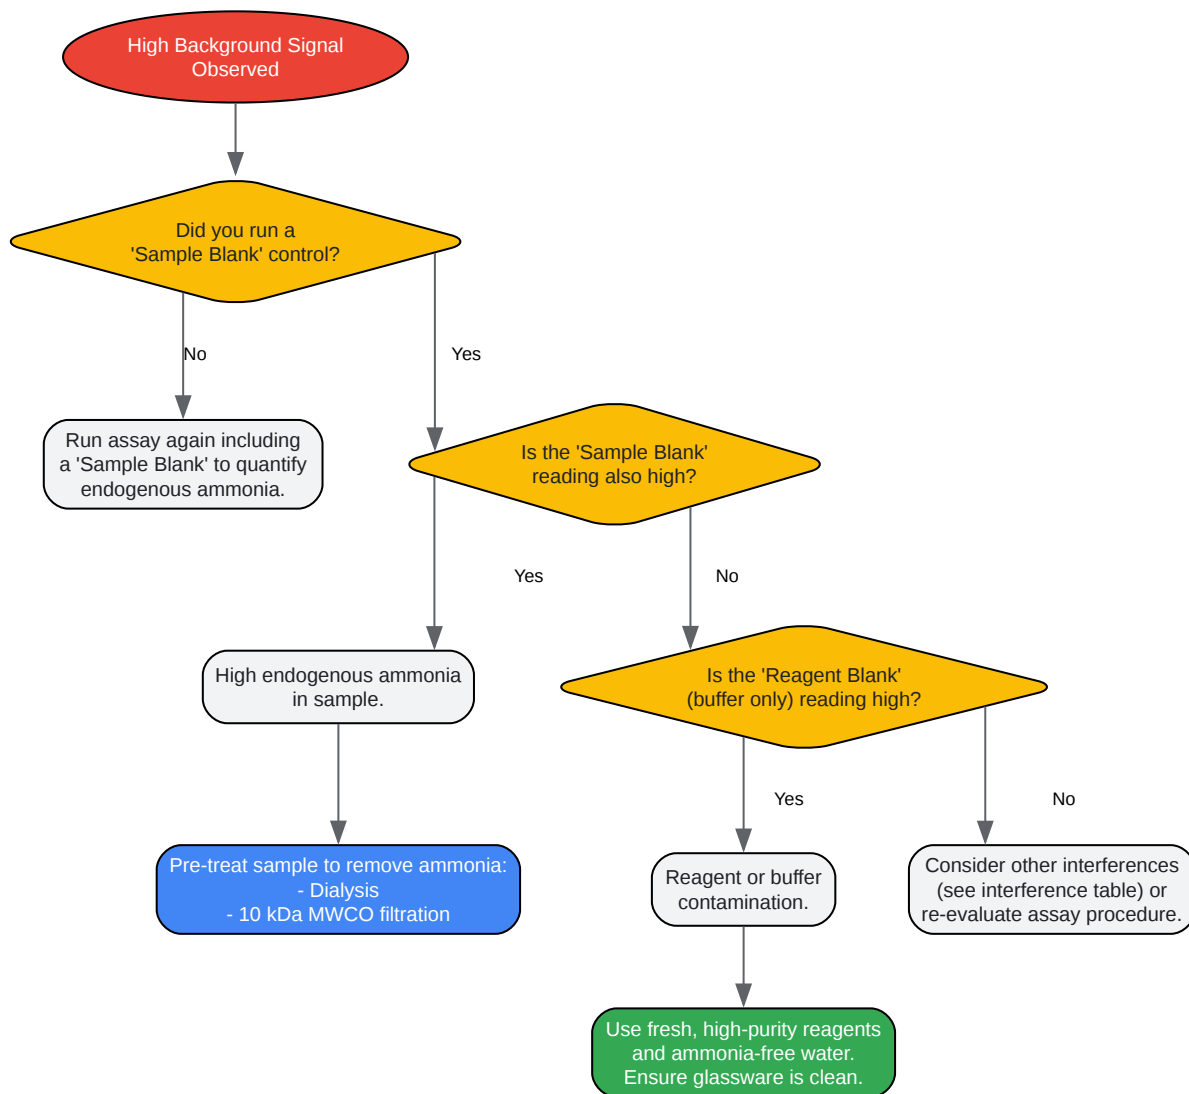 High Background Signal
Observed
Did you run a
'Sample Blank' control?
No
Yes
Run assay again including
a 'Sample Blank' to quantify
endogenous ammonia.
Is the 'Sample Blank'
reading also high?
Yes
No
High endogenous ammonia
in sample.
Is the 'Reagent Blank'
(buffer only) reading high?
Yes
No
Pre-treat sample to remove ammonia:
- Dialysis
- 10 kDa MWCO filtration
Reagent or buffer
contamination.
Consider other interferences
(see interference table) or
re-evaluate assay procedure.
Use fresh, high-purity reagents
and ammonia-free water.
Ensure glassware is clean.